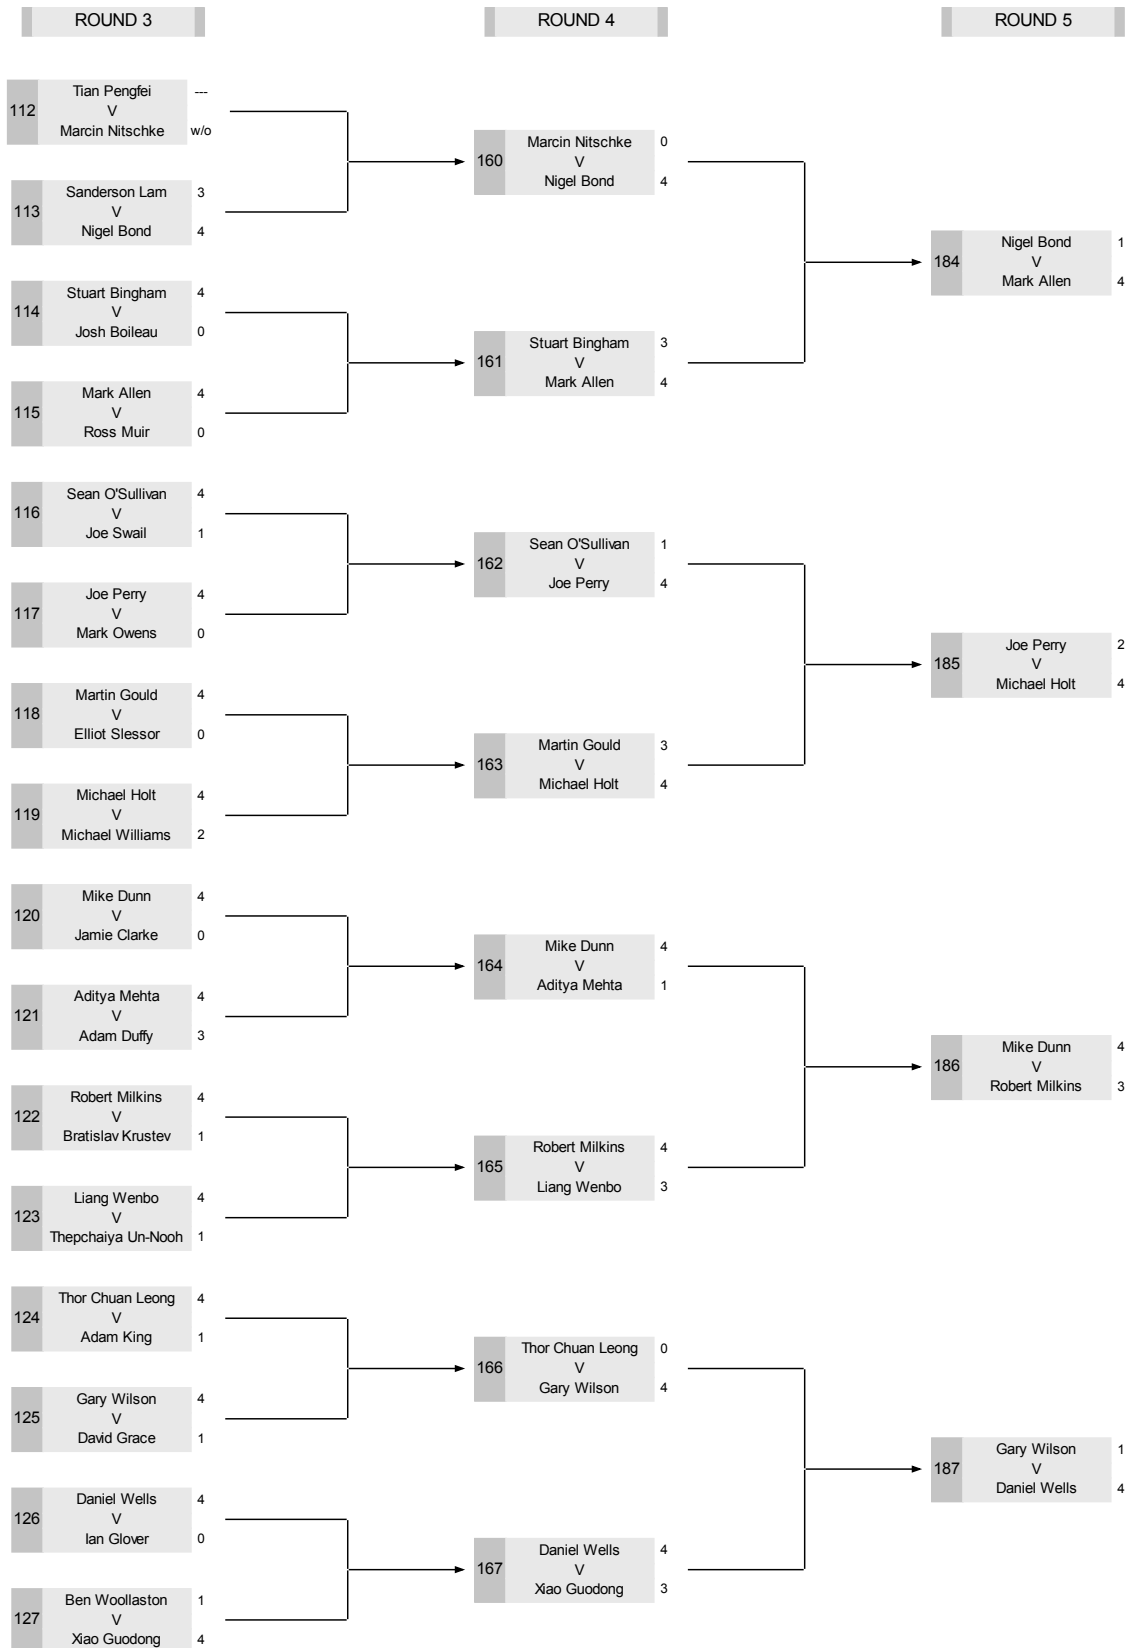 ROUND 3
ROUND 4
ROUND 5
112
Tian Pengfei ---
V
Marcin Nitschke w/o
113
Sanderson Lam 3
V
Nigel Bond 4
114
Stuart Bingham 4
V
Josh Boileau 0
115
Mark Allen 4
V
Ross Muir 0
116
Sean O'Sullivan 4
V
Joe Swail 1
117
Joe Perry 4
V
Mark Owens 0
118
Martin Gould 4
V
Elliot Slessor 0
119
Michael Holt 4
V
Michael Williams 2
120
Mike Dunn 4
V
Jamie Clarke 0
121
Aditya Mehta 4
V
Adam Duffy 3
122
Robert Milkins 4
V
Bratislav Krustev 1
123
Liang Wenbo 4
V
Thepchaiya Un-Nooh 1
124
Thor Chuan Leong 4
V
Adam King 1
125
Gary Wilson 4
V
David Grace 1
126
Daniel Wells 4
V
Ian Glover 0
127
Ben Woollaston 1
V
Xiao Guodong 4
160
Marcin Nitschke 0
V
Nigel Bond 4
161
Stuart Bingham 3
V
Mark Allen 4
162
Sean O'Sullivan 1
V
Joe Perry 4
163
Martin Gould 3
V
Michael Holt 4
164
Mike Dunn 4
V
Aditya Mehta 1
165
Robert Milkins 4
V
Liang Wenbo 3
166
Thor Chuan Leong 0
V
Gary Wilson 4
167
Daniel Wells 4
V
Xiao Guodong 3
184
Nigel Bond 1
V
Mark Allen 4
185
Joe Perry 2
V
Michael Holt 4
186
Mike Dunn 4
V
Robert Milkins 3
187
Gary Wilson 1
V
Daniel Wells 4